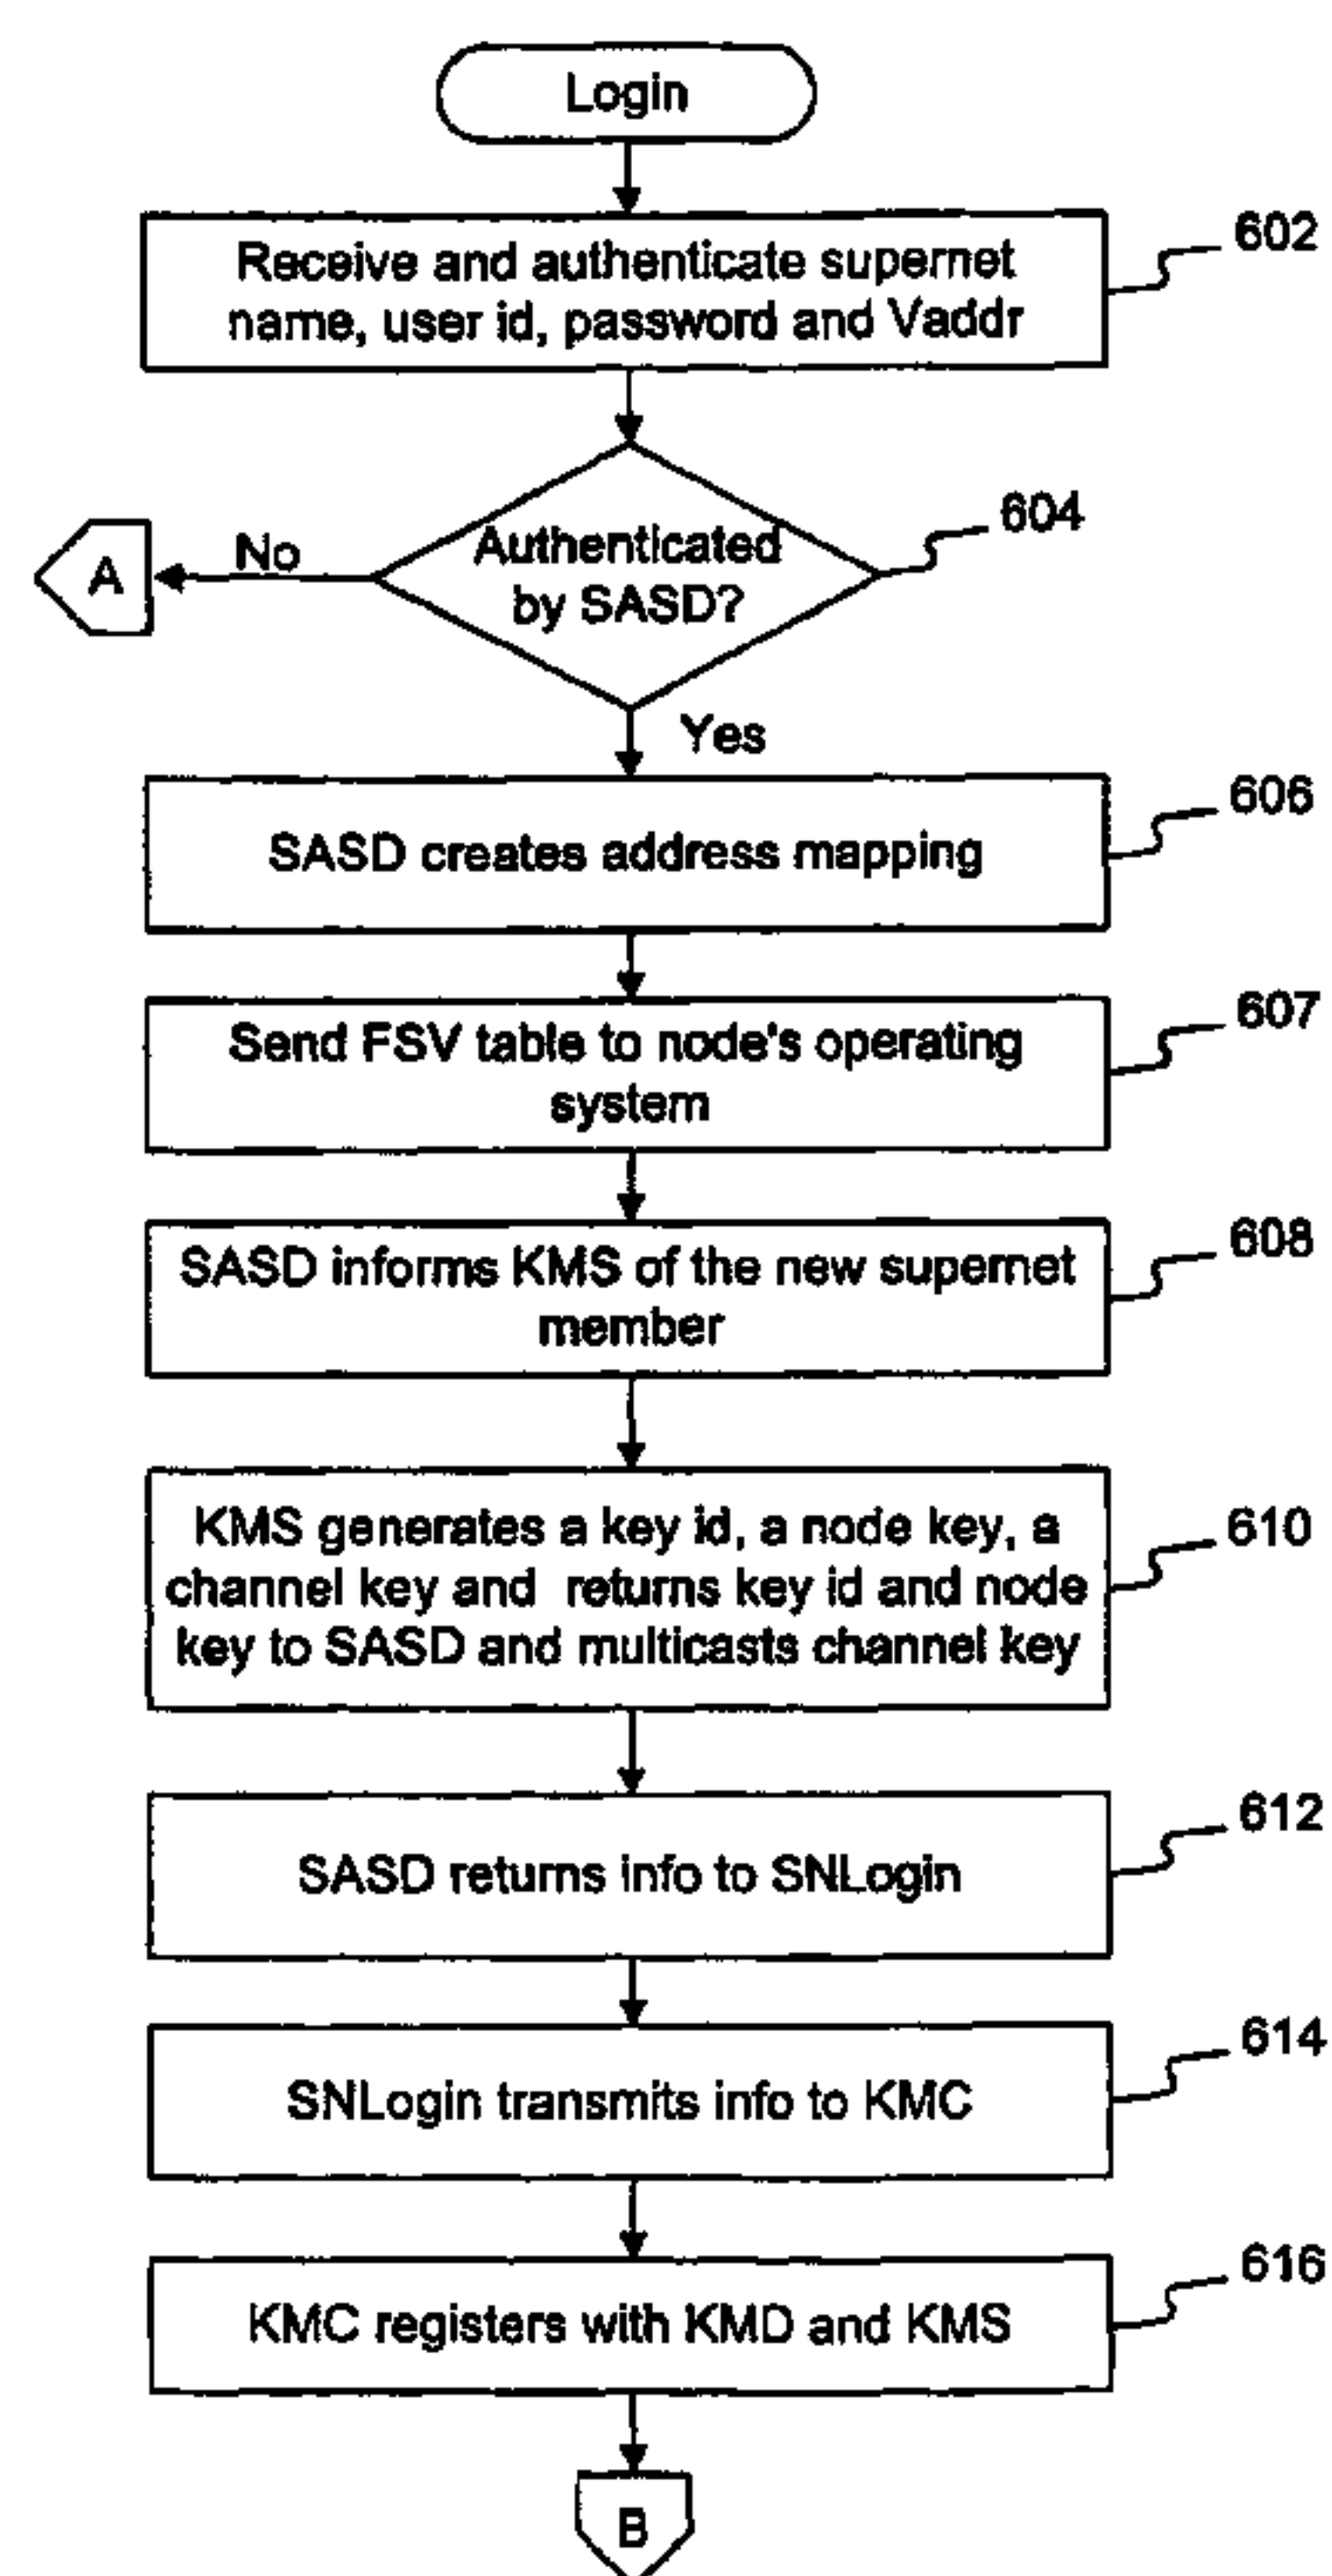 Login
Receive and authenticate supernet
name, user id, password and Vaddr
602
Authenticated
by SASD?
604
No
A
Yes
SASD creates address mapping
606
Send FSV table to node's operating
system
607
SASD informs KMS of the new supernet
member
608
KMS generates a key id, a node key, a
channel key and returns key id and node
key to SASD and multicasts channel key
610
SASD returns info to SNLogin
612
SNLogin transmits info to KMC
614
KMC registers with KMD and KMS
616
B